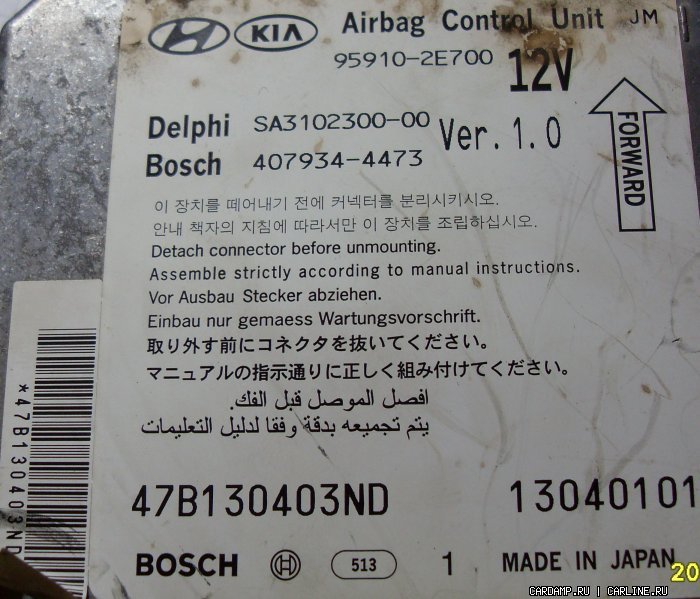 KIA Airbag Control Unit JM
95910-2E700 12V
Delphi SA3102300-00
Ver. 1.0
Bosch 407934-4473
FORWARD
이 장치를 떼어내기 전에 커넥터를 분리시키시오.
안내 책자의 지침에 따라서만 이 장치를 조립하십시오.
Detach connector before unmounting.
Assemble strictly according to manual instructions.
Vor Ausbau Stecker abziehen.
Einbau nur gemaess Wartungsvorschrift.
取り外す前にコネクタを抜いてください。
マニュアルの指示通りに正しく組み付けてください。
افصل الموصل قبل الفك.
يتم تجميعه بدقة وفقا لدليل التعليمات
*47B130403ND
47B130403ND 13040101
BOSCH 513 1 MADE IN JAPAN
20
CARDAMP.RU | CARLINE.RU